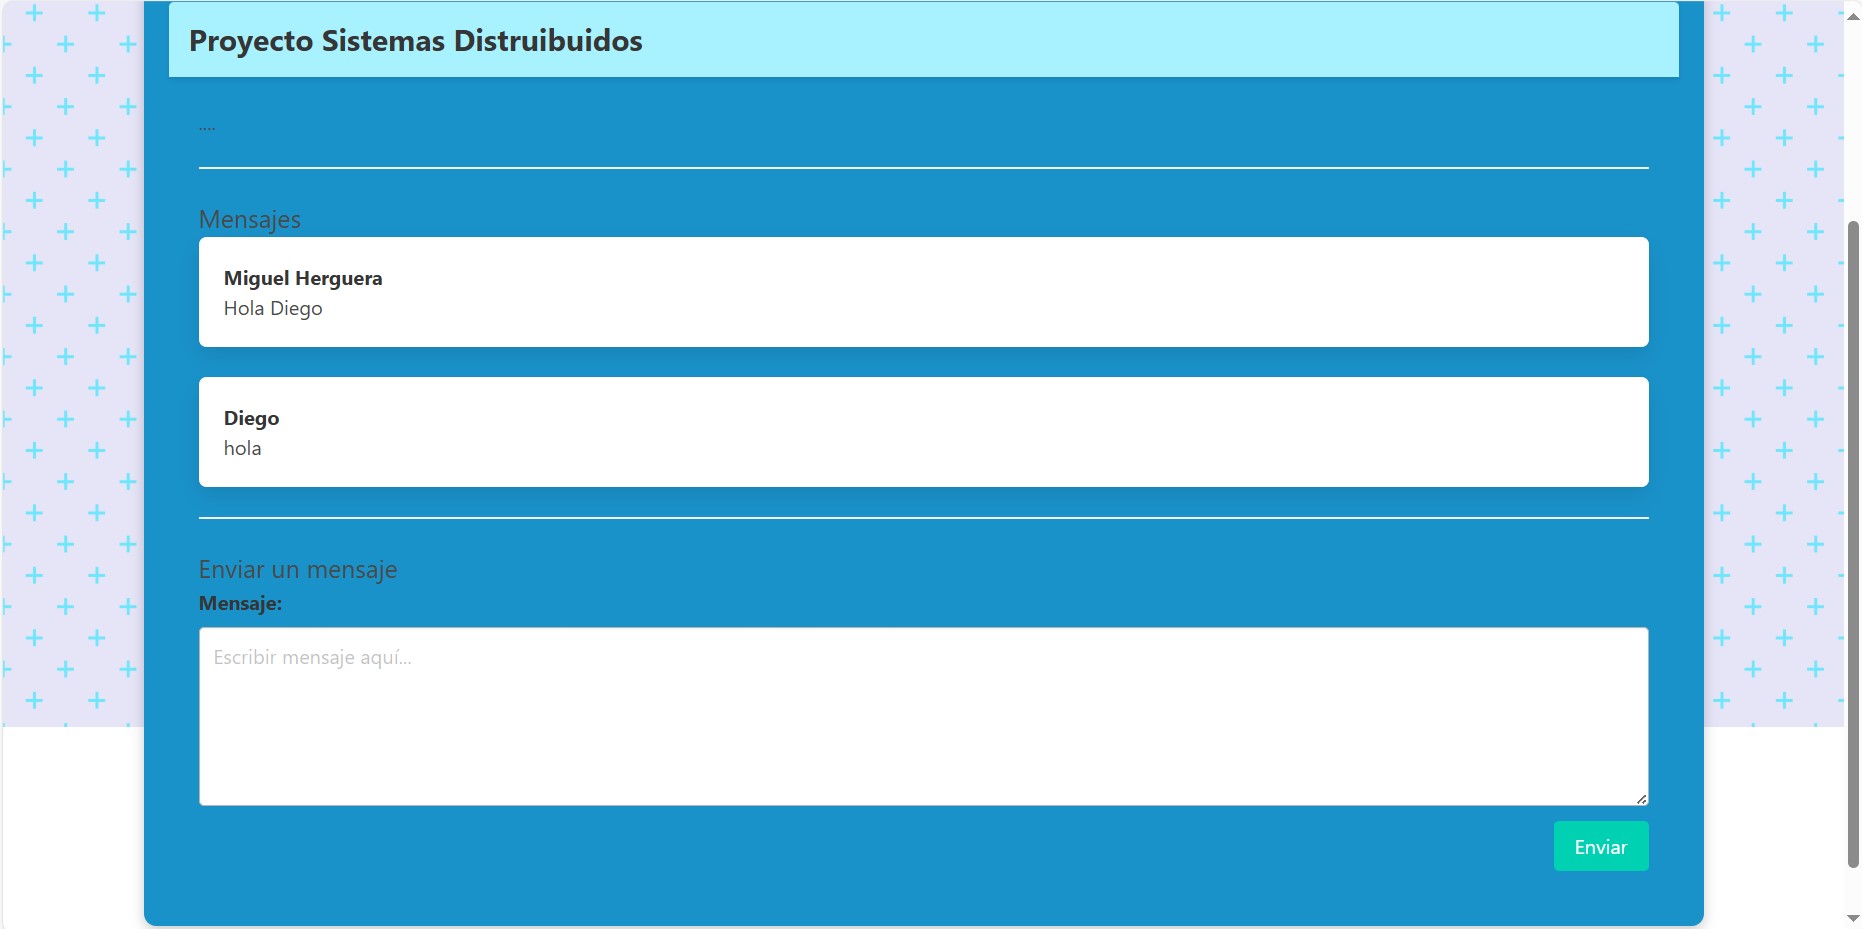 Proyecto Sistemas Distruibuidos
....
Mensajes
Miguel Herguera
Hola Diego
Diego
hola
Enviar un mensaje
Mensaje:
Escribir mensaje aquí...
Enviar